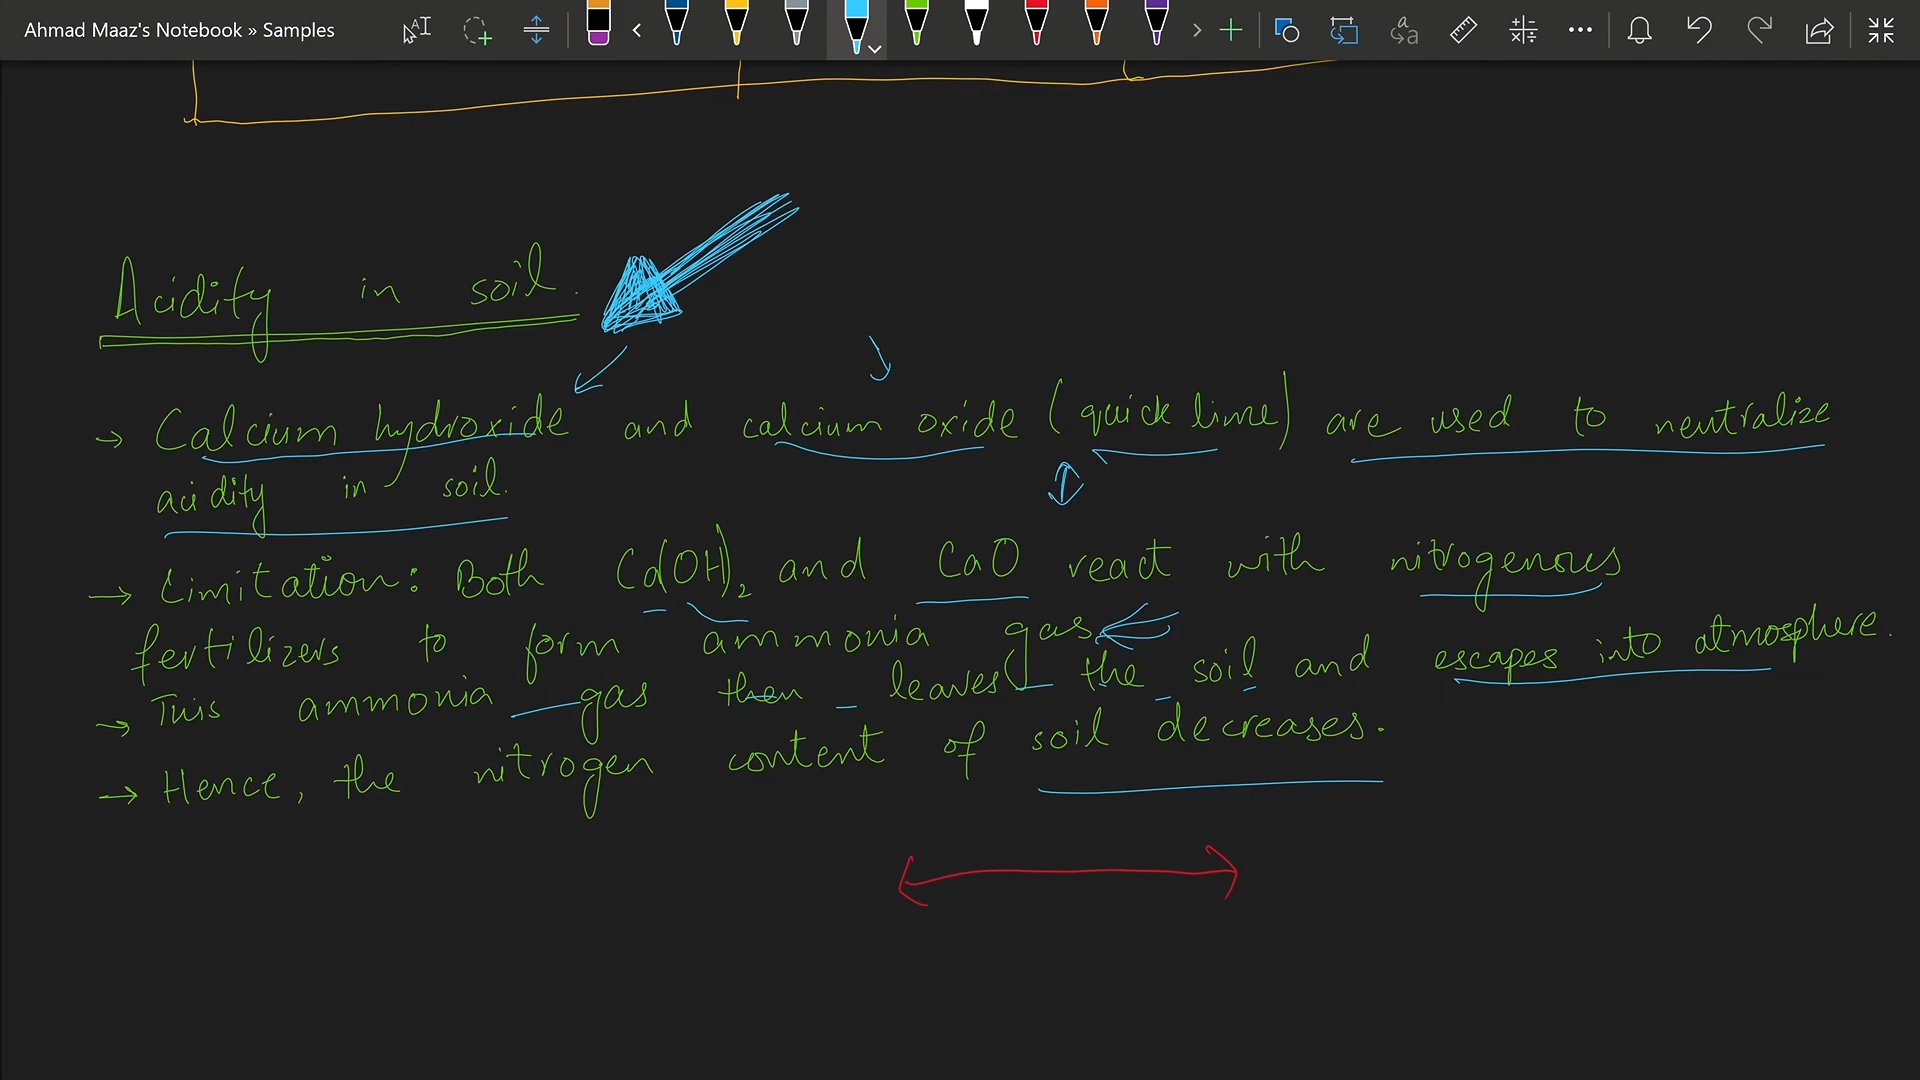 Ahmad Maaz's Notebook » Samples
Acidity in soil.
→ Calcium hydroxide and calcium oxide (quick lime) are used to neutralize
acidity in soil.
→ Limitation: Both Ca(OH)₂ and CaO react with nitrogenous
fertilizers to form ammonia gas
→ This ammonia gas then leaves the soil and escapes into atmosphere.
→ Hence, the nitrogen content of soil decreases.